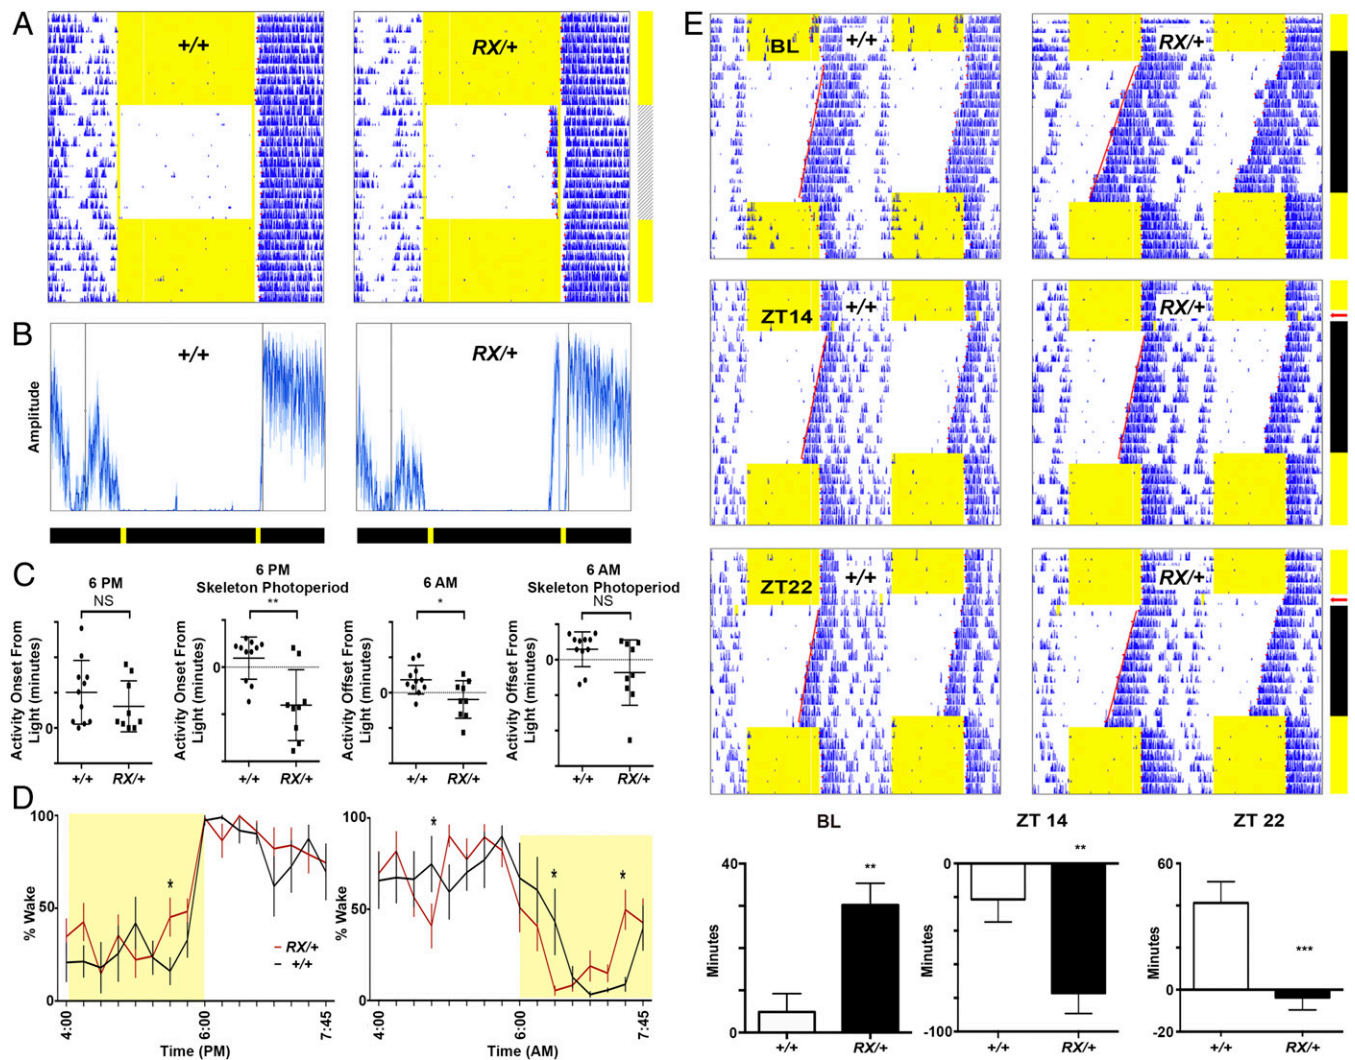 A
+/+
RX/+
B
Amplitude
+/+
RX/+
C
6 PM
NS
Activity Onset From
Light (minutes)
0
+/+
RX/+
6 PM
Skeleton Photoperiod
**
Activity Onset From
Light (minutes)
0
+/+
RX/+
6 AM
*
Activity Offset From
Light (minutes)
0
+/+
RX/+
6 AM
Skeleton Photoperiod
NS
Activity Offset From
Light (minutes)
0
+/+
RX/+
D
% Wake
100
50
0
*
RX/+
+/+
4:00
6:00
7:45
Time (PM)
% Wake
100
50
0
*
*
*
4:00
6:00
7:45
Time (AM)
E
BL
+/+
RX/+
ZT14
+/+
RX/+
ZT22
+/+
RX/+
BL
Minutes
40
0
**
+/+
RX/+
ZT 14
Minutes
0
-100
**
+/+
RX/+
ZT 22
Minutes
60
0
-20
***
+/+
RX/+